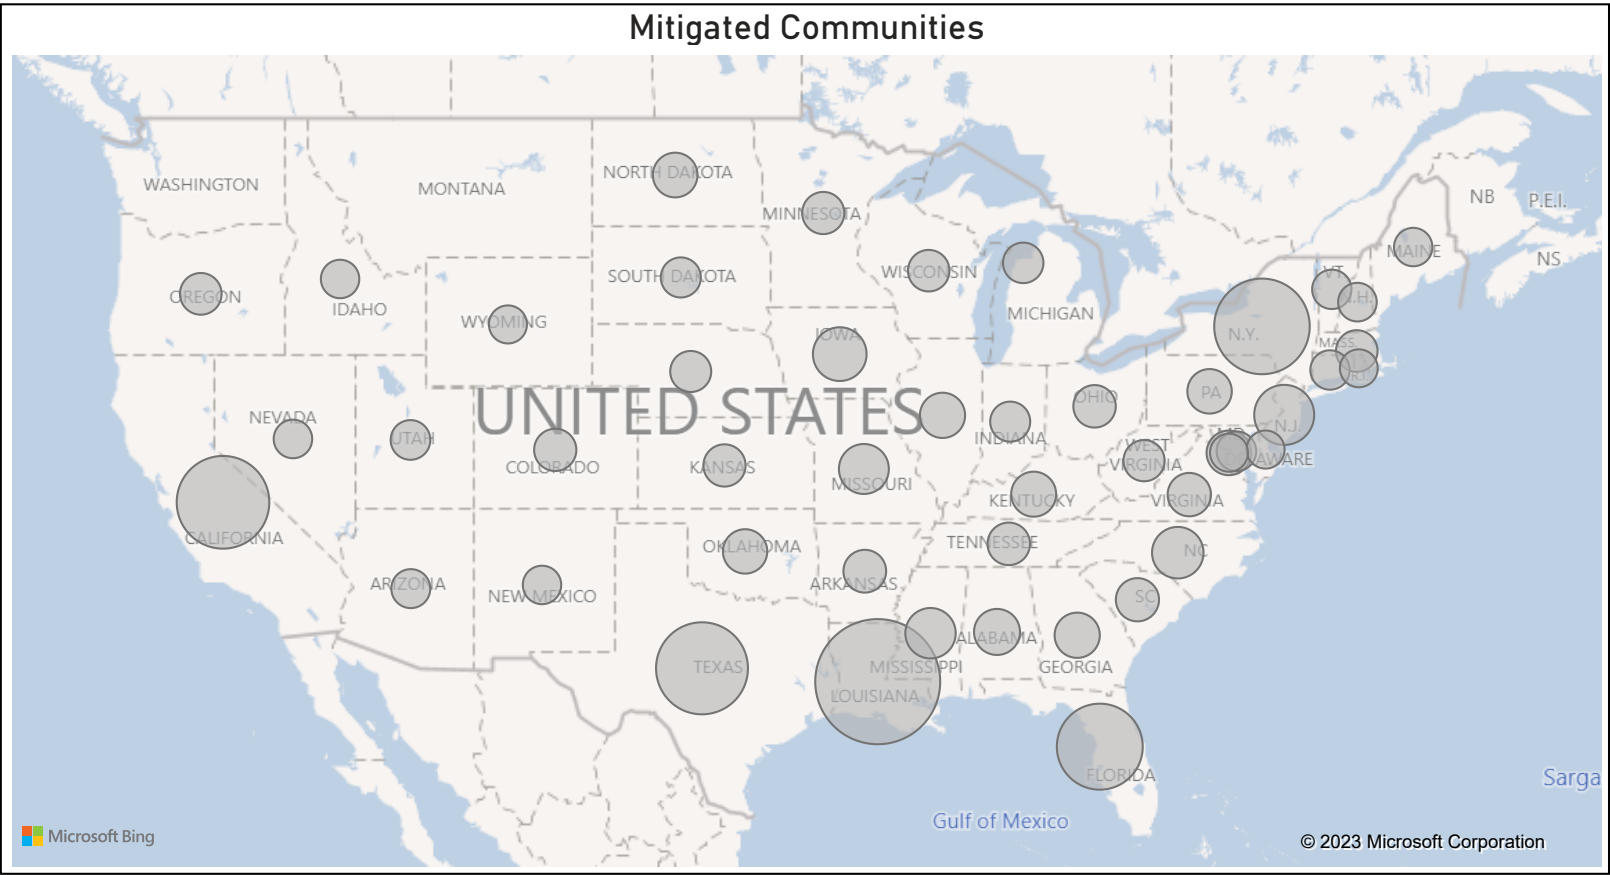 Mitigated Communities
NORTH DAKOTA
WASHINGTON
MONTANA
NB
P.E.I.
MINNESOTA
MAINE
NS
WISCONSIN
VT
SOUTH DAKOTA
OREGON
N.H.
IDAHO
MICHIGAN
WYOMING
IOWA
N.Y.
MASS.
R.I.
PA
OHIO
UNITED STATES
NEVADA
N.J.
UTAH
INDIANA
MD
WEST
VIRGINIA
DELAWARE
COLORADO
KANSAS
MISSOURI
KENTUCKY
VIRGINIA
CALIFORNIA
TENNESSEE
OKLAHOMA
NC
ARIZONA
ARKANSAS
NEW MEXICO
SC
ALABAMA
TEXAS
MISSISSIPPI
GEORGIA
LOUISIANA
FLORIDA
Sarga
Gulf of Mexico
Microsoft Bing
© 2023 Microsoft Corporation